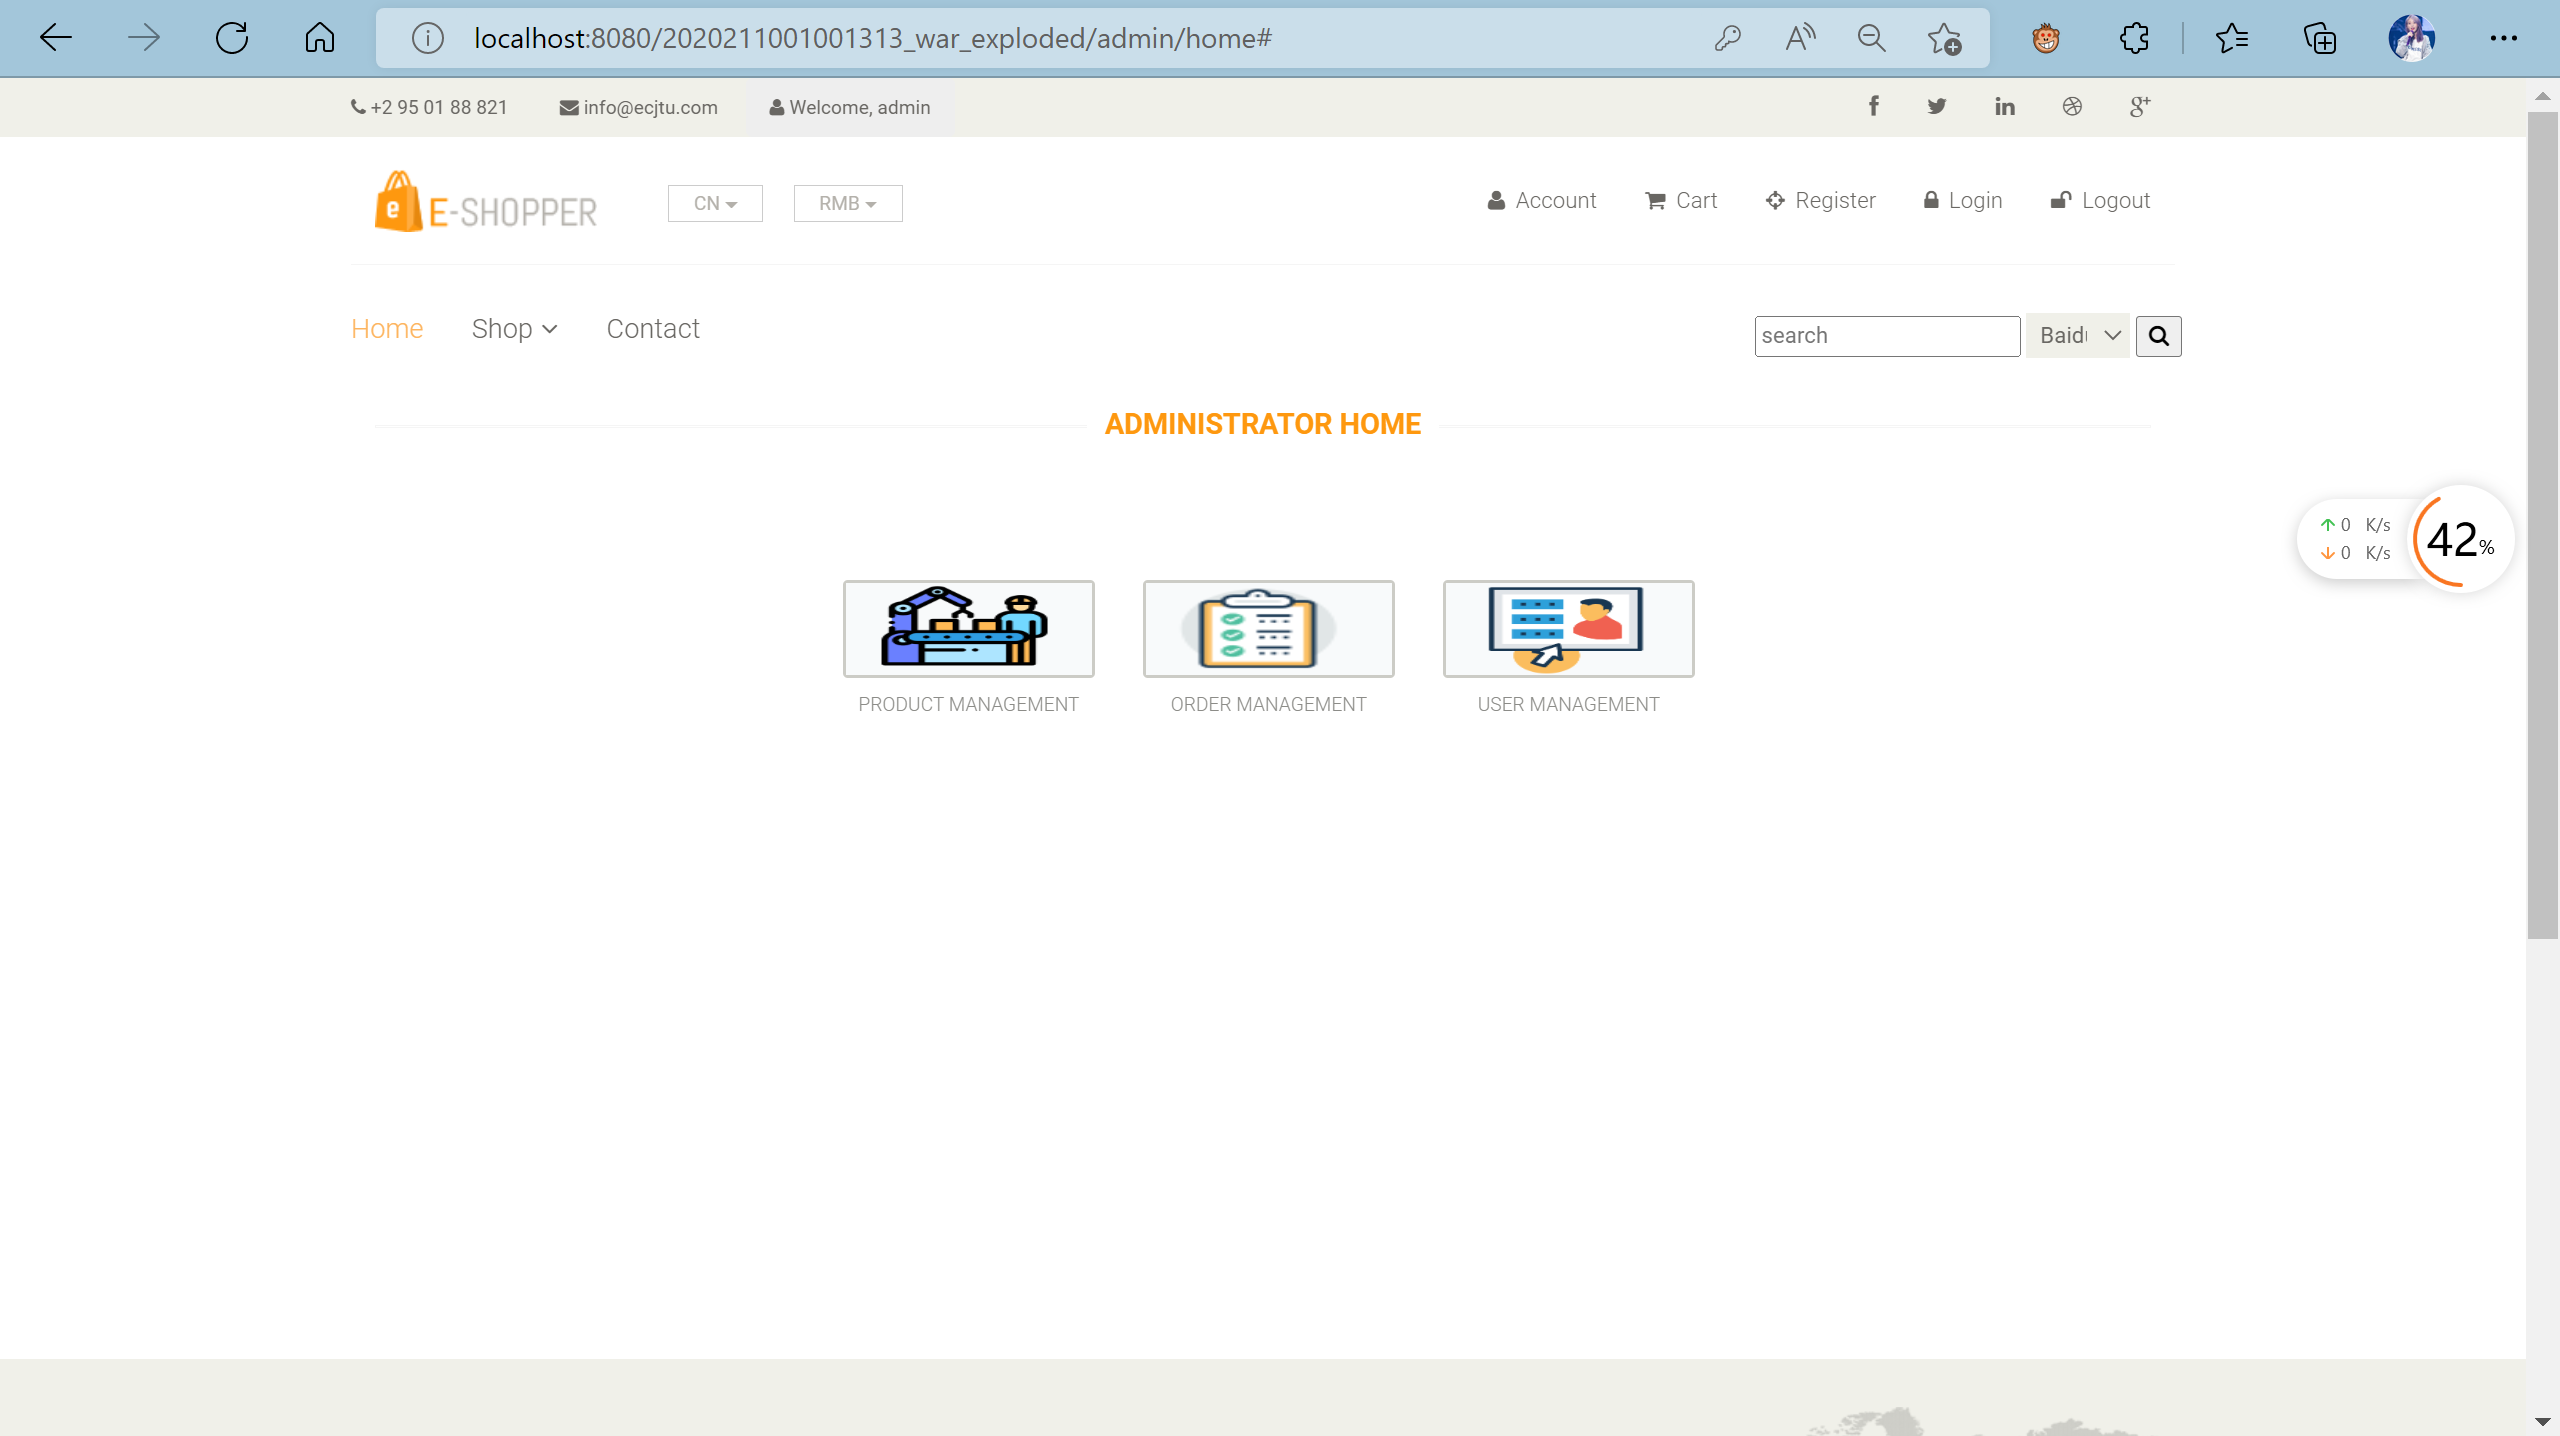 localhost:8080/2020211001001313_war_exploded/admin/home#
+2 95 01 88 821 info@ecjtu.com Welcome, admin
E-SHOPPER CN RMB Account Cart Register Login Logout
Home Shop Contact search Baidu
ADMINISTRATOR HOME
0 K/s
0 K/s
42%
PRODUCT MANAGEMENT ORDER MANAGEMENT USER MANAGEMENT